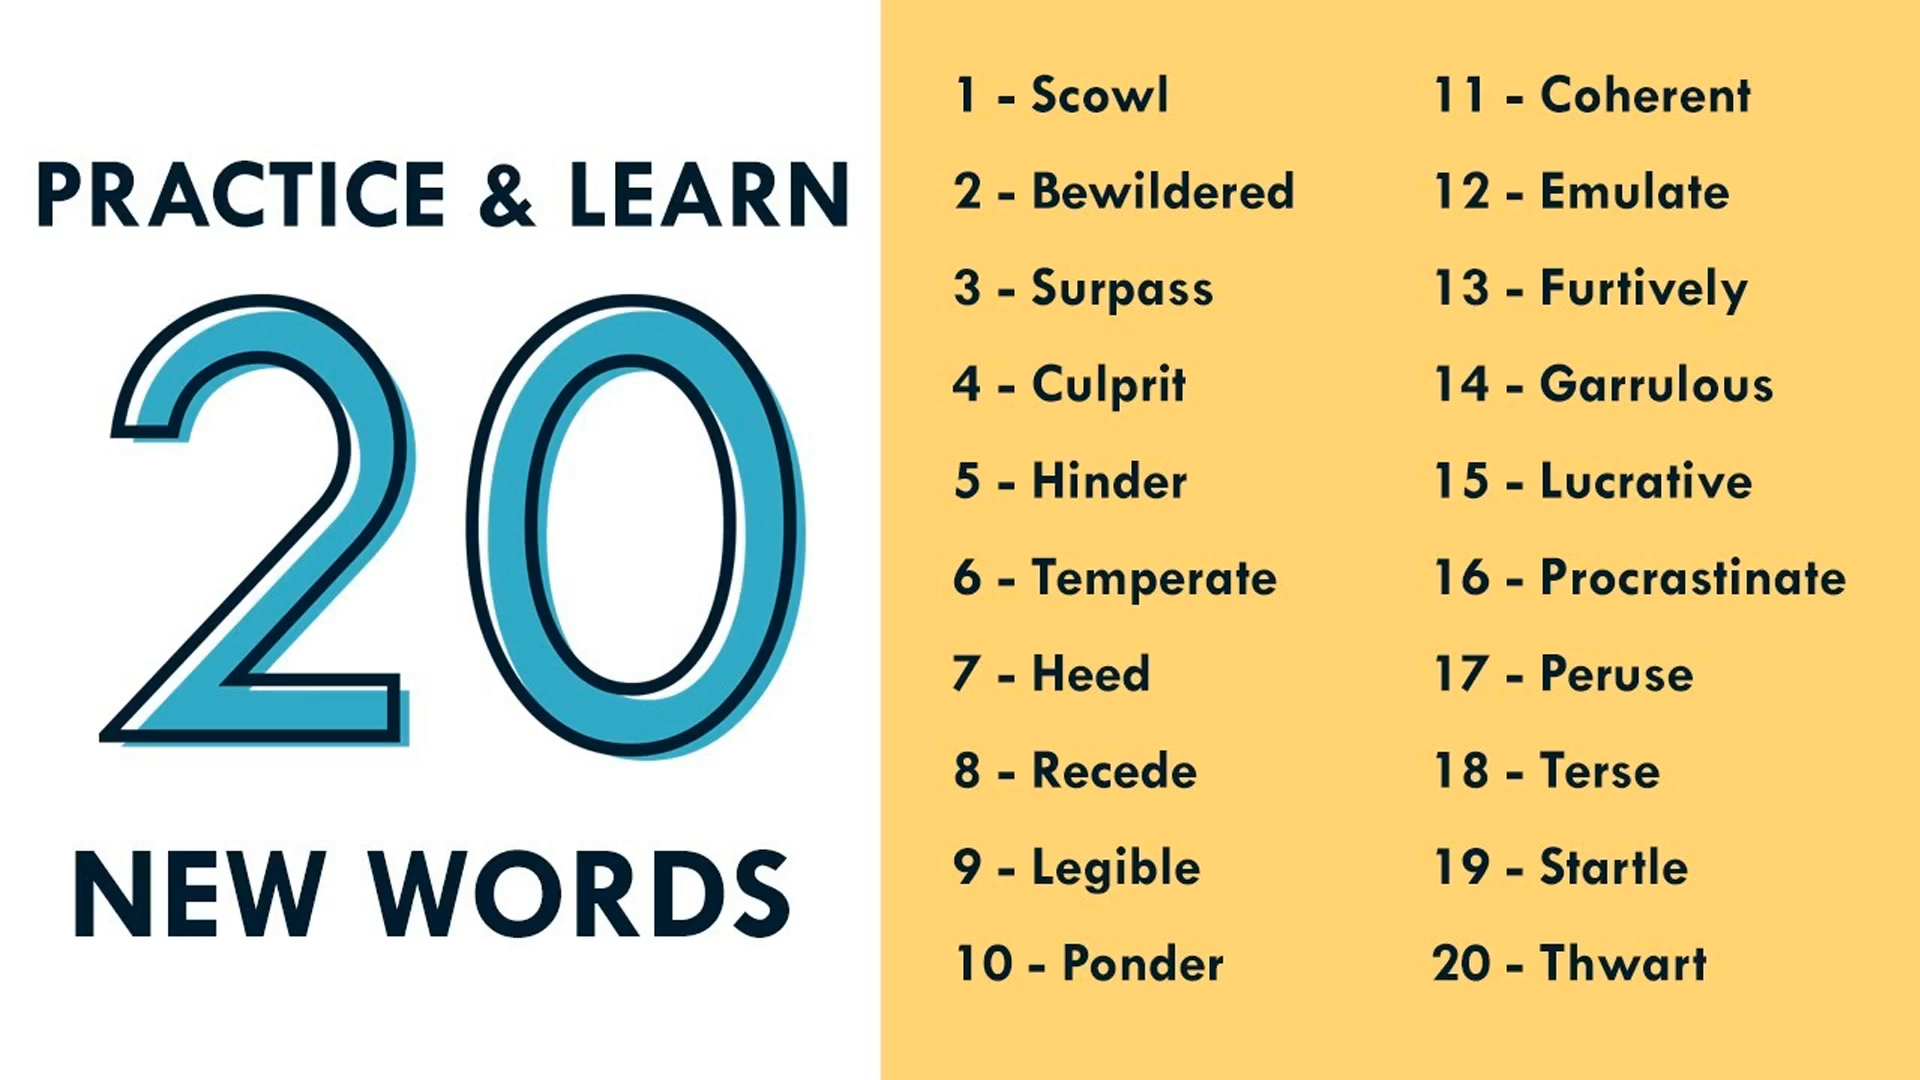 PRACTICE & LEARN
20
NEW WORDS
1 - Scowl
2 - Bewildered
3 - Surpass
4 - Culprit
5 - Hinder
6 - Temperate
7 - Heed
8 - Recede
9 - Legible
10 - Ponder
11 - Coherent
12 - Emulate
13 - Furtively
14 - Garrulous
15 - Lucrative
16 - Procrastinate
17 - Peruse
18 - Terse
19 - Startle
20 - Thwart